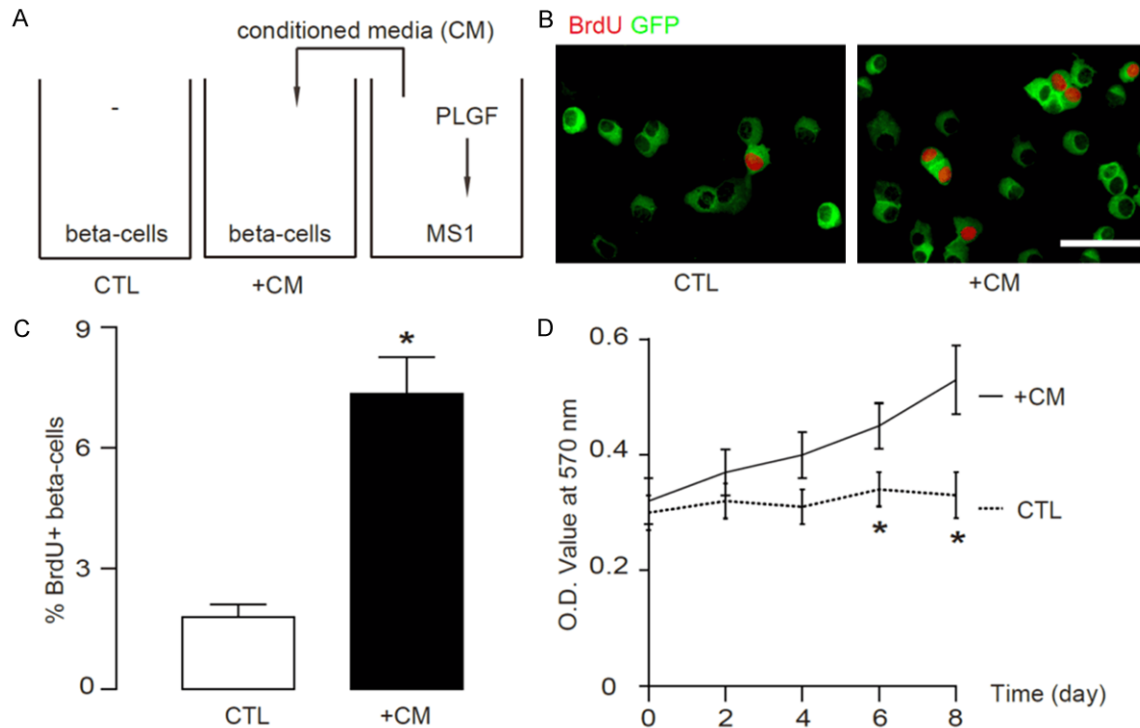 A
conditioned media (CM)
-
PLGF
beta-cells
beta-cells
MS1
CTL
+CM
B
BrdU GFP
CTL
+CM
C
% BrdU+ beta-cells
9
6
3
0
*
CTL
+CM
D
O.D. Value at 570 nm
0.6
0.4
0.2
0
+CM
CTL
*
*
0
2
4
6
8
Time (day)